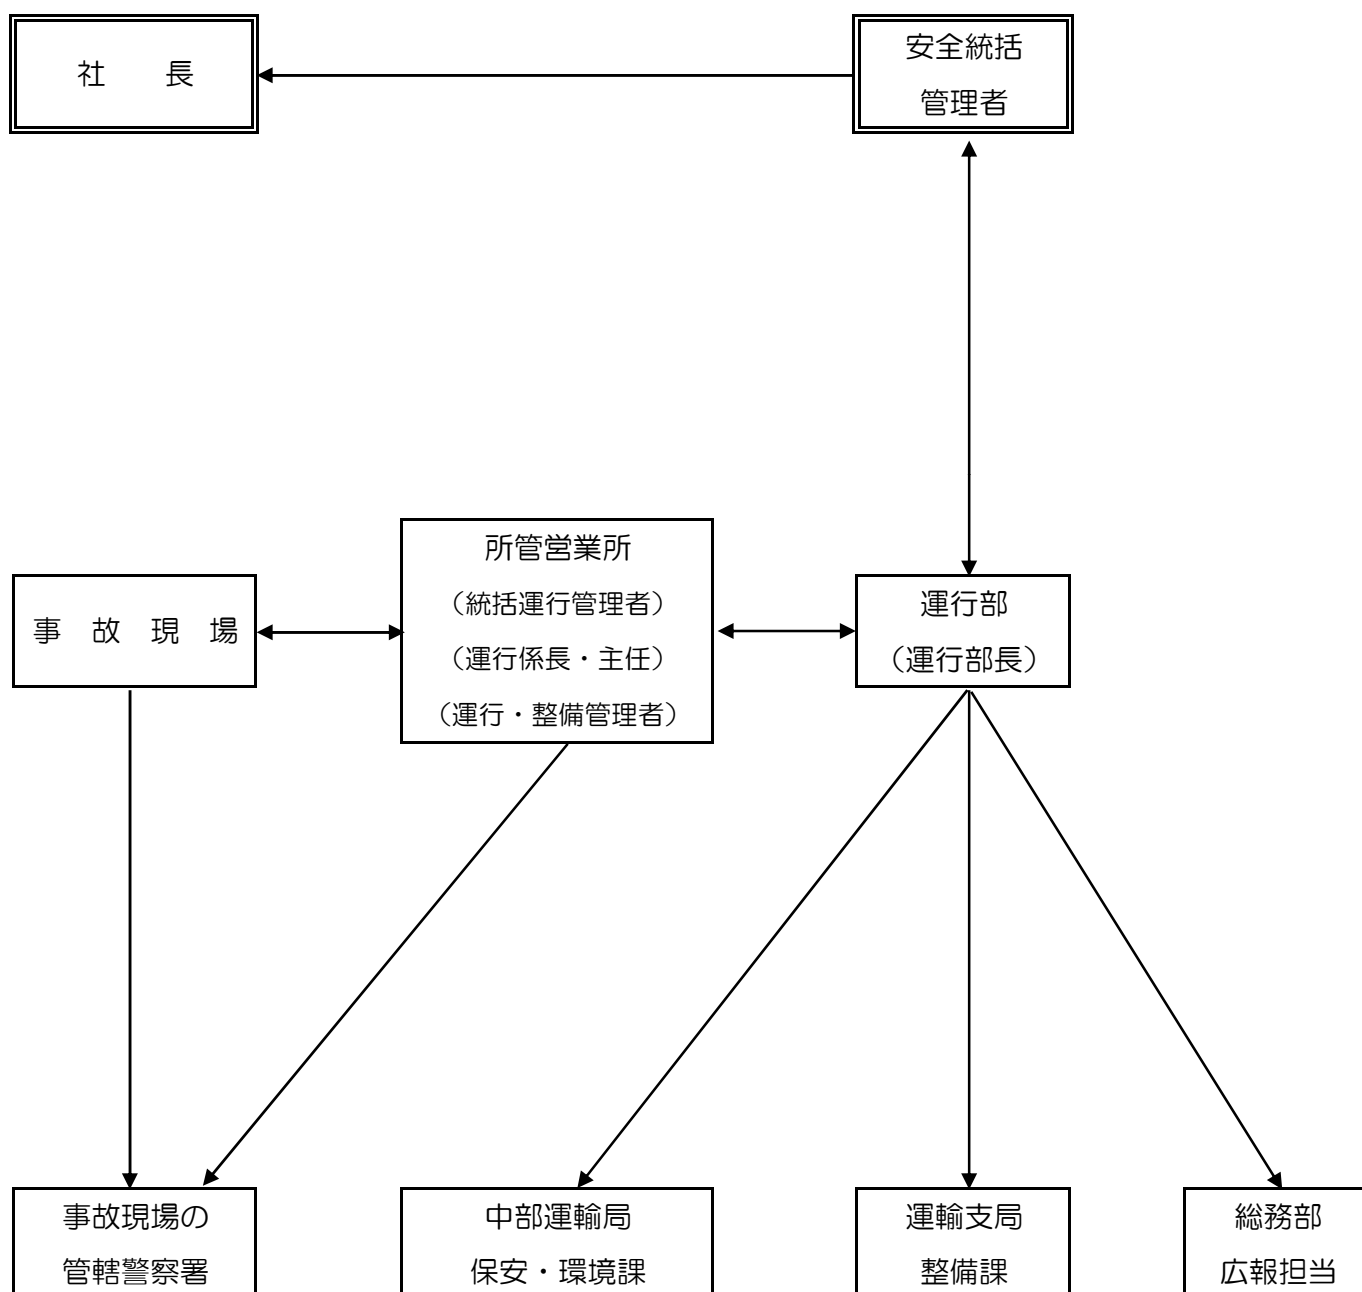 社　　長
安全統括
管理者
事　故　現　場
所管営業所
（統括運行管理者）
（運行係長・主任）
（運行・整備管理者）
運行部
（運行部長）
事故現場の
管轄警察署
中部運輸局
保安・環境課
運輸支局
整備課
総務部
広報担当